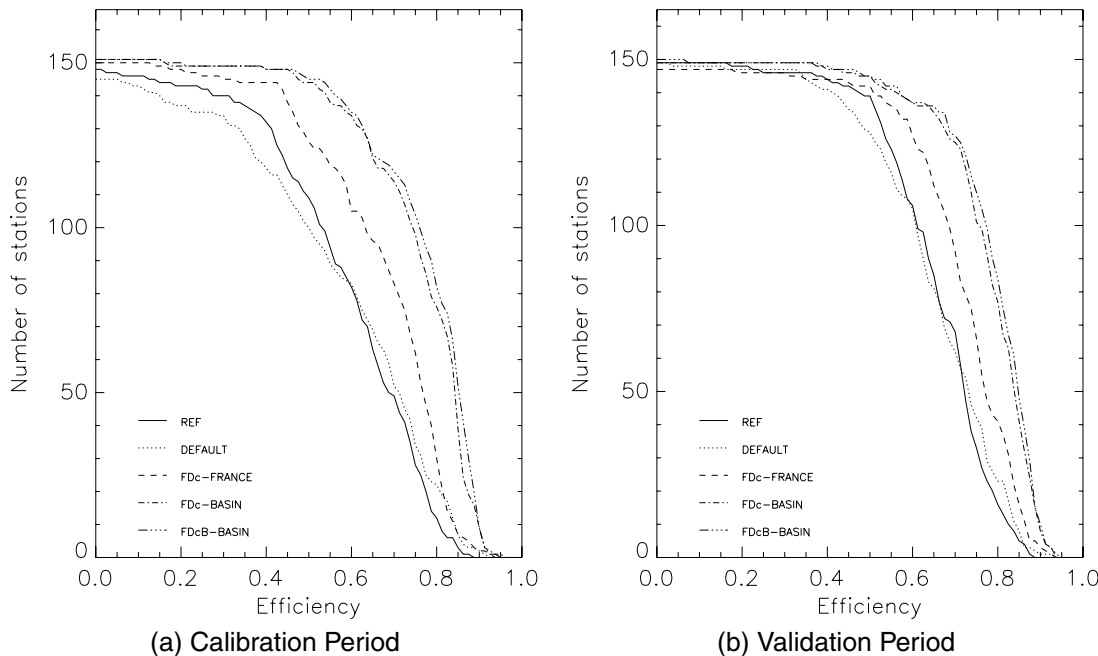 Number of stations
150
100
50
0
REF
DEFAULT
FDc-FRANCE
FDc-BASIN
FDcB-BASIN
0.0 0.2 0.4 0.6 0.8 1.0
Efficiency
(a) Calibration Period
Number of stations
150
100
50
0
REF
DEFAULT
FDc-FRANCE
FDc-BASIN
FDcB-BASIN
0.0 0.2 0.4 0.6 0.8 1.0
Efficiency
(b) Validation Period